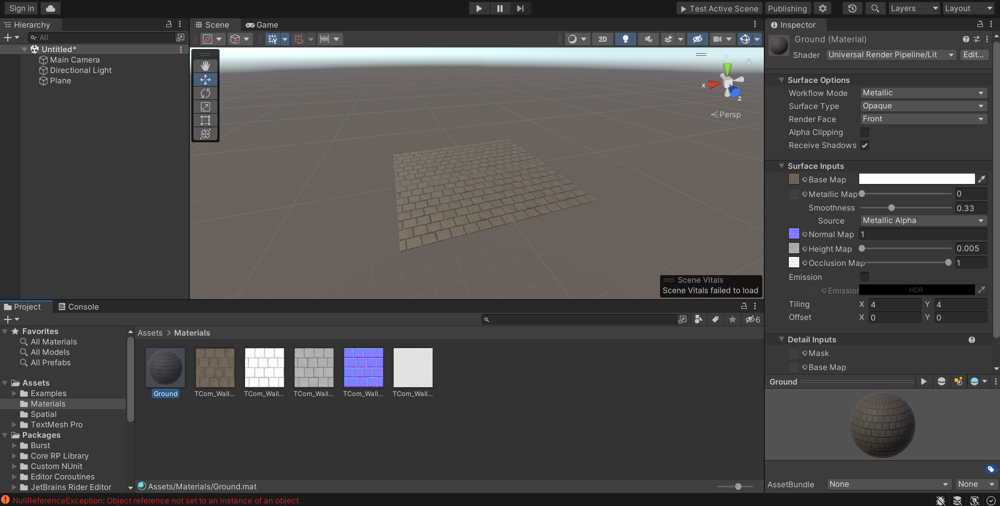 Sign in
Test Active Scene
Publishing
Layers
Layout
Hierarchy
All
Untitled*
Main Camera
Directional Light
Plane
Scene
Game
2D
y
x
z
Persp
Scene Vitals
Scene Vitals failed to load
Inspector
Ground (Material)
Shader
Universal Render Pipeline/Lit
Edit...
Surface Options
Workflow Mode
Metallic
Surface Type
Opaque
Render Face
Front
Alpha Clipping
Receive Shadows
Surface Inputs
Base Map
Metallic Map
0
Smoothness
0.33
Source
Metallic Alpha
Normal Map
1
Height Map
0.005
Occlusion Map
1
Emission
Emission
HDR
Tiling
X
4
Y
4
Offset
X
0
Y
0
Detail Inputs
Mask
Base Map
Ground
AssetBundle
None
None
Project
Console
6
Favorites
All Materials
All Models
All Prefabs
Assets
Examples
Materials
Spatial
TextMesh Pro
Packages
Burst
Core RP Library
Custom NUnit
Editor Coroutines
JetBrains Rider Editor
Assets > Materials
Ground
TCom_Wall...
TCom_Wall...
TCom_Wall...
TCom_Wall...
TCom_Wall...
Assets/Materials/Ground.mat
NullReferenceException: Object reference not set to an instance of an object